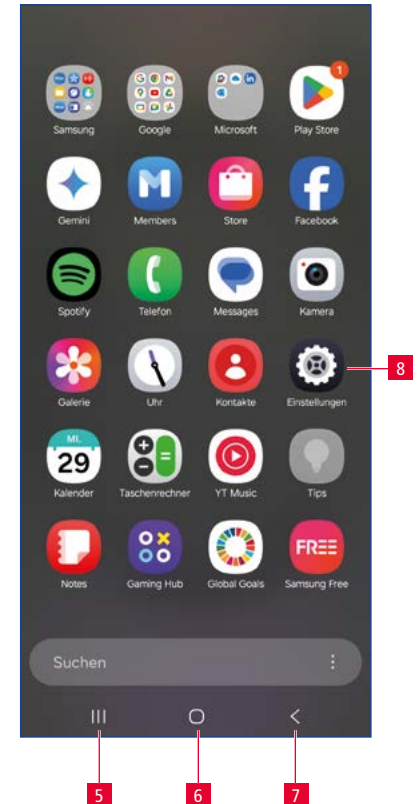 1
Samsung Google Microsoft Play Store
Gemini Members Store Facebook
Spotify Telefon Messages Kamera
8
Galerie Uhr Kontakte Einstellungen
MI.
29
Kalender Taschenrechner YT Music Tips
FREE
Notes Gaming Hub Global Goals Samsung Free
Suchen
5 6 7